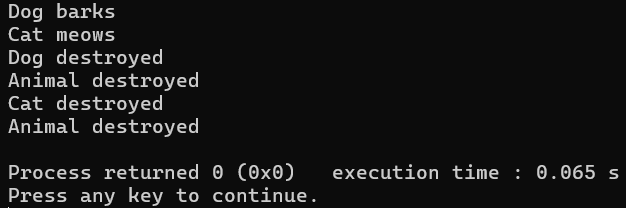 Dog barks
Cat meows
Dog destroyed
Animal destroyed
Cat destroyed
Animal destroyed
Process returned 0 (0x0)   execution time : 0.065 s
Press any key to continue.